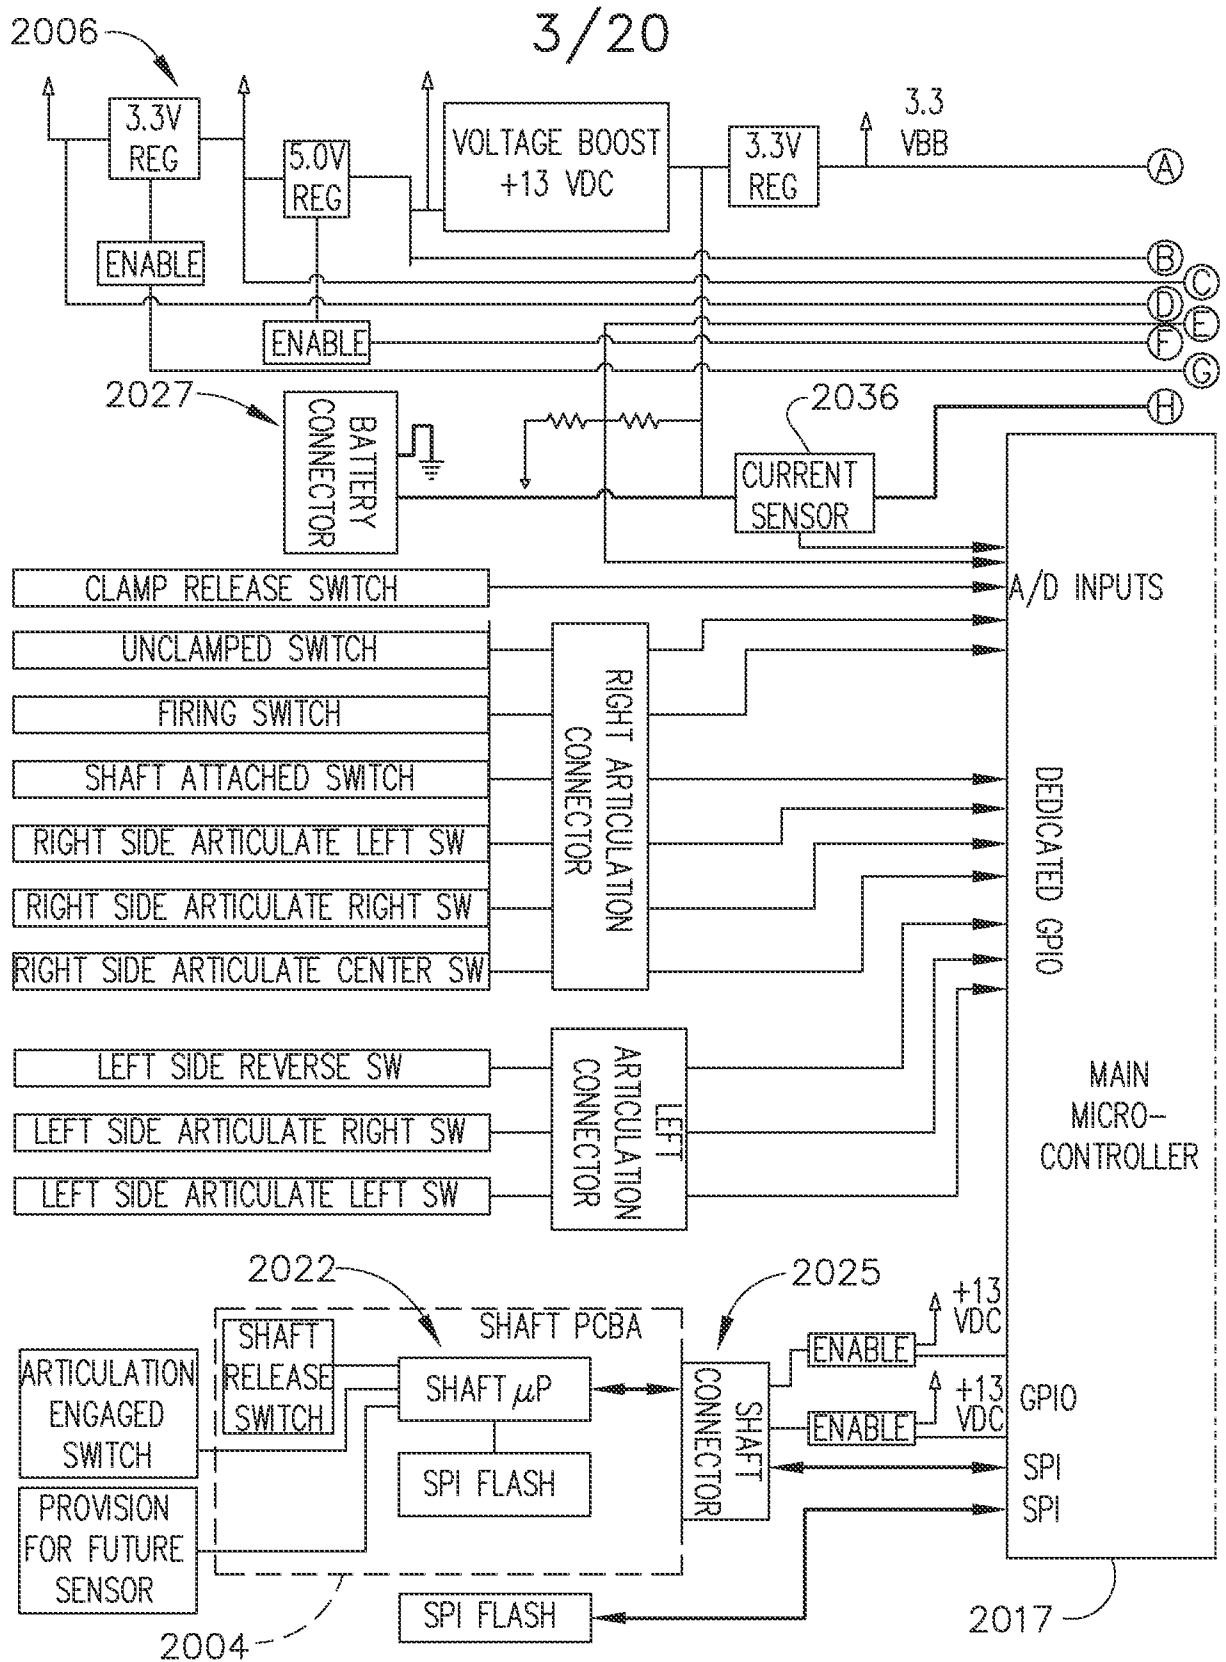 3/20
2006
3.3V
REG
5.0V
REG
VOLTAGE BOOST
+13 VDC
3.3V
REG
3.3
VBB
A
ENABLE
B
C
D
E
ENABLE
F
G
2027
BATTERY
CONNECTOR
2036
H
CURRENT
SENSOR
CLAMP RELEASE SWITCH
A/D INPUTS
UNCLAMPED SWITCH
FIRING SWITCH
SHAFT ATTACHED SWITCH
RIGHT SIDE ARTICULATE LEFT SW
RIGHT SIDE ARTICULATE RIGHT SW
RIGHT SIDE ARTICULATE CENTER SW
RIGHT ARTICULATION
CONNECTOR
DEDICATED GPIO
LEFT SIDE REVERSE SW
LEFT SIDE ARTICULATE RIGHT SW
LEFT SIDE ARTICULATE LEFT SW
LEFT
ARTICULATION
CONNECTOR
MAIN
MICRO-
CONTROLLER
2022
2025
SHAFT PCBA
SHAFT
RELEASE
SWITCH
SHAFT μP
SPI FLASH
ARTICULATION
ENGAGED
SWITCH
PROVISION
FOR FUTURE
SENSOR
SHAFT
CONNECTOR
ENABLE
+13
VDC
ENABLE
+13
VDC
GPIO
SPI
SPI
SPI FLASH
2004
2017